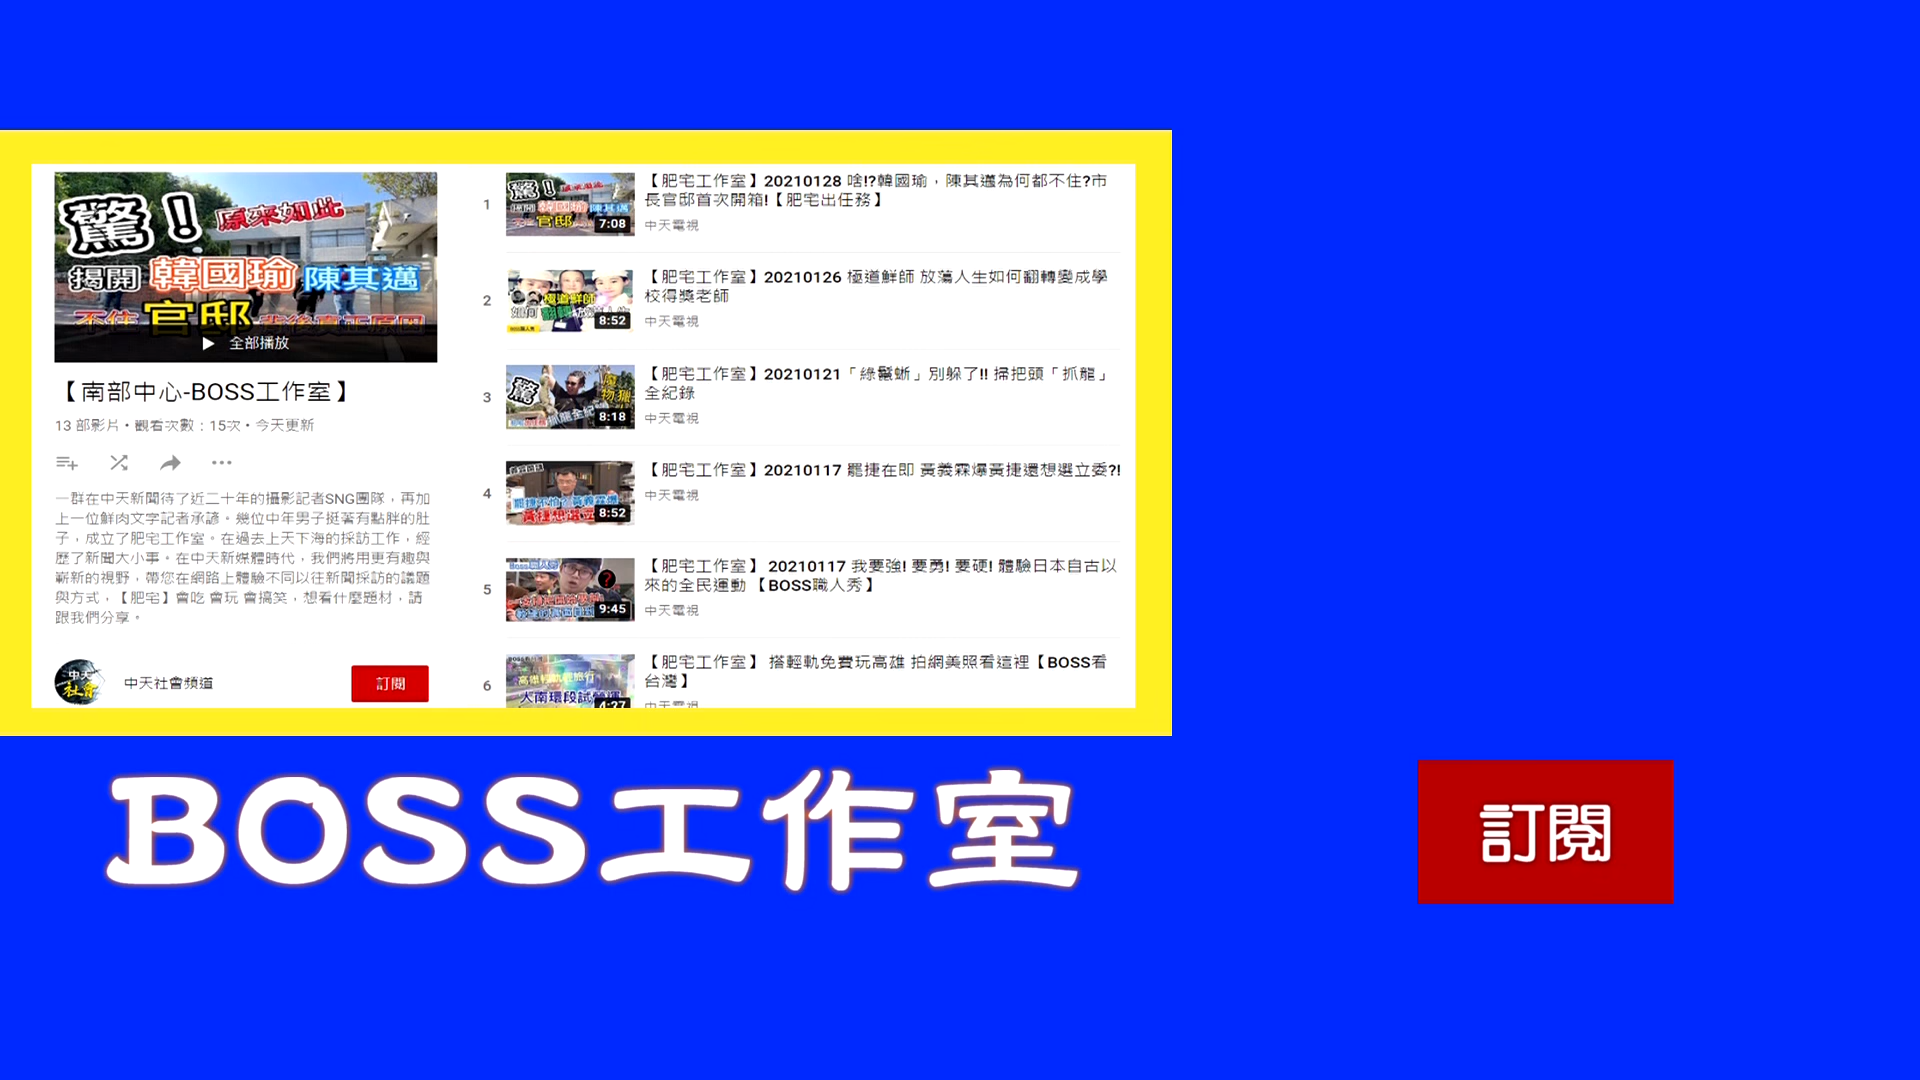 驚！
原來如此
揭開 韓國瑜 陳其邁
不住 官邸 背後真正原因
全部播放
【南部中心-BOSS工作室】
13 部影片 • 觀看次數：15次 • 今天更新
一群在中天新聞待了近二十年的攝影記者SNG團隊，再加
上一位鮮肉文字記者承諺。幾位中年男子挺著有點胖的肚
子，成立了肥宅工作室。在過去上天下海的採訪工作，經
歷了新聞大小事。在中天新媒體時代，我們將用更有趣與
嶄新的視野，帶您在網路上體驗不同以往新聞採訪的議題
與方式，【肥宅】會吃 會玩 會搞笑，想看什麼題材，請
跟我們分享。
中天
社會
中天社會頻道
訂閱
1
7:08
【肥宅工作室】20210128 啥!?韓國瑜，陳其邁為何都不住?市
長官邸首次開箱!【肥宅出任務】
中天電視
2
8:52
【肥宅工作室】20210126 極道鮮師 放蕩人生如何翻轉變成學
校得獎老師
中天電視
3
8:18
【肥宅工作室】20210121「綠鬣蜥」別躲了!! 掃把頭「抓龍」
全紀錄
中天電視
4
8:52
【肥宅工作室】20210117 罷捷在即 黃義霖爆黃捷還想選立委?!
中天電視
5
9:45
【肥宅工作室】 20210117 我要強! 要勇! 要硬! 體驗日本自古以
來的全民運動 【BOSS職人秀】
中天電視
6
4:27
【肥宅工作室】 搭輕軌免費玩高雄 拍網美照看這裡【BOSS看
台灣】
中天電視
BOSS工作室
訂閱